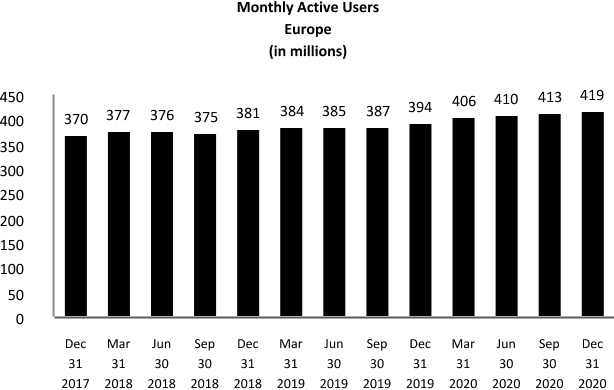 Monthly Active Users
Europe
(in millions)
450
400
350
300
250
200
150
100
50
0
370 377 376 375 381 384 385 387 394 406 410 413 419
Dec Mar Jun Sep Dec Mar Jun Sep Dec Mar Jun Sep Dec
31 31 30 30 31 31 30 30 31 31 30 30 31
2017 2018 2018 2018 2018 2019 2019 2019 2019 2020 2020 2020 2020